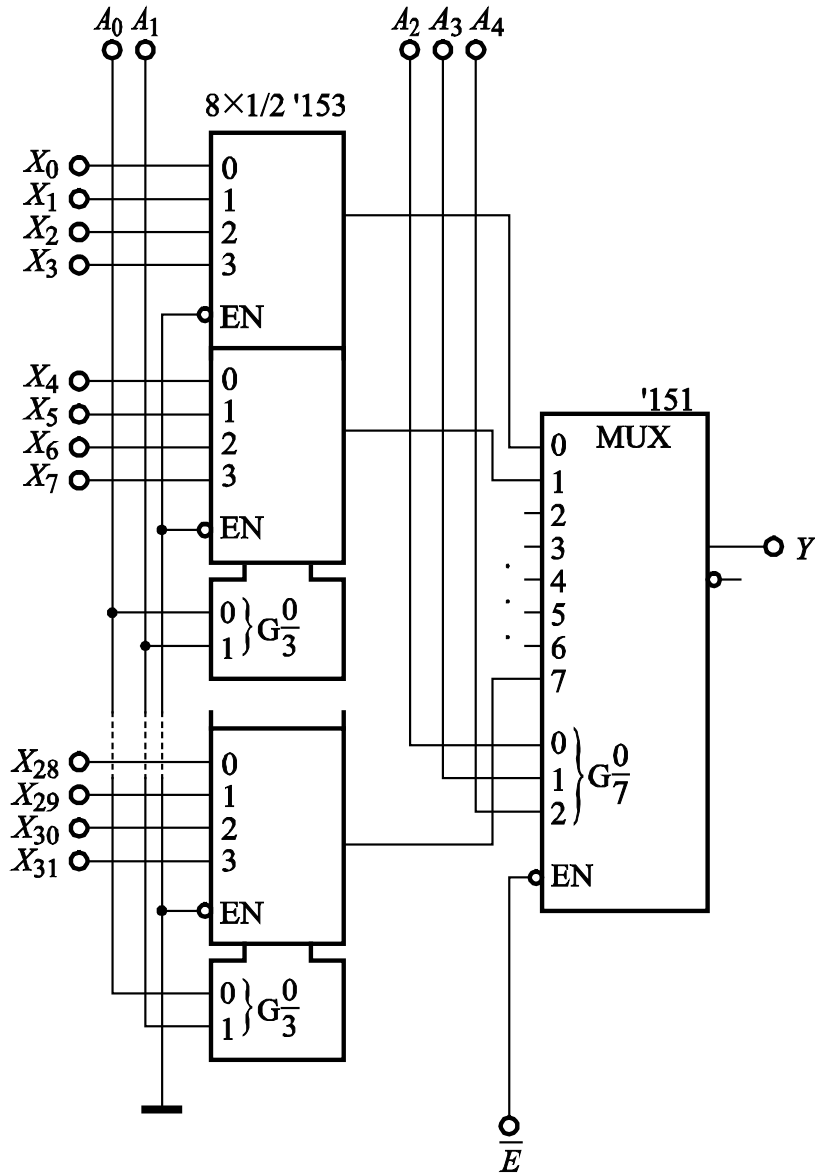 A₀ A₁ A₂ A₃ A₄
8×1/2 '153
X₀ 0
X₁ 1
X₂ 2
X₃ 3
EN
X₄ 0
X₅ 1
X₆ 2
X₇ 3
EN
0
1
} G 0/3
X₂₈ 0
X₂₉ 1
X₃₀ 2
X₃₁ 3
EN
0
1
} G 0/3
'151
MUX
0
1
2
3
4
5
6
7
0
1
2
} G 0/7
EN
Y
E̅